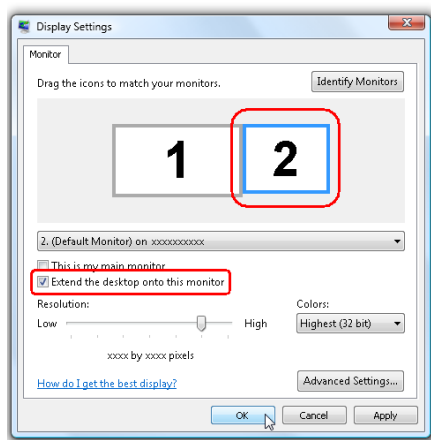 Display Settings
Monitor
Drag the icons to match your monitors.
Identify Monitors
1
2
2. (Default Monitor) on xxxxxxxxxx
This is my main monitor
Extend the desktop onto this monitor
Resolution:
Colors:
Low
High
Highest (32 bit)
xxxx by xxxx pixels
How do I get the best display?
Advanced Settings...
OK
Cancel
Apply